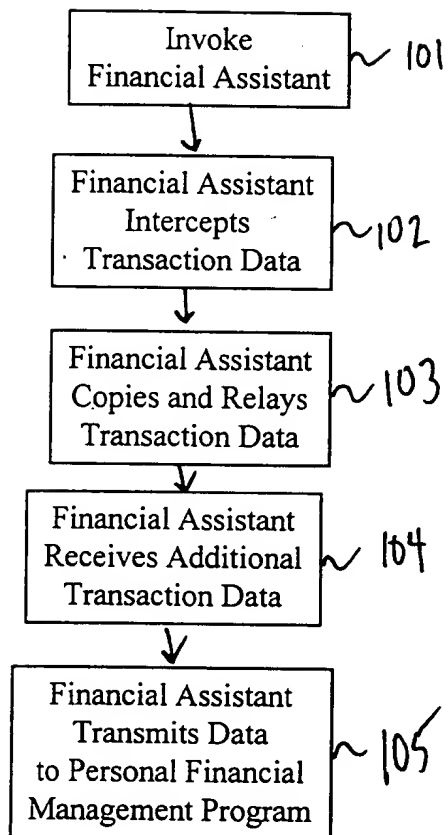 Invoke
Financial Assistant
101
Financial Assistant
Intercepts
Transaction Data
102
Financial Assistant
Copies and Relays
Transaction Data
103
Financial Assistant
Receives Additional
Transaction Data
104
Financial Assistant
Transmits Data
to Personal Financial
Management Program
105